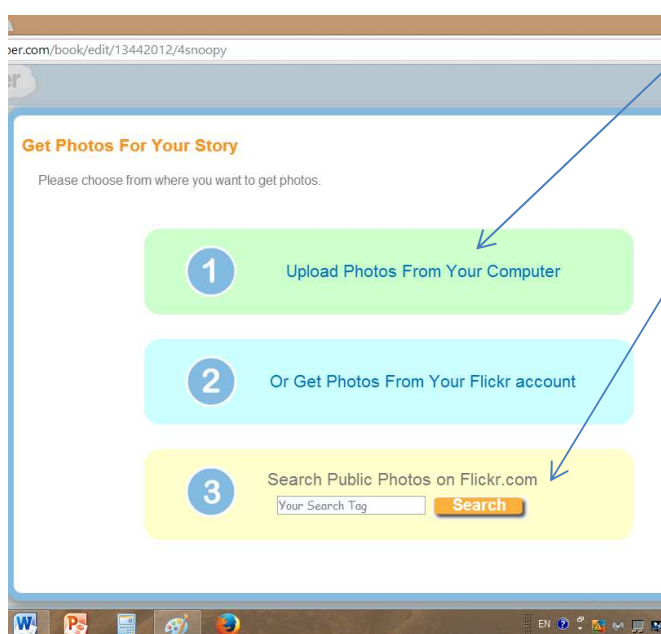 per.com/book/edit/13442012/4snoopy
er
Get Photos For Your Story
Please choose from where you want to get photos.
1
Upload Photos From Your Computer
2
Or Get Photos From Your Flickr account
3
Search Public Photos on Flickr.com
Your Search Tag
Search
EN